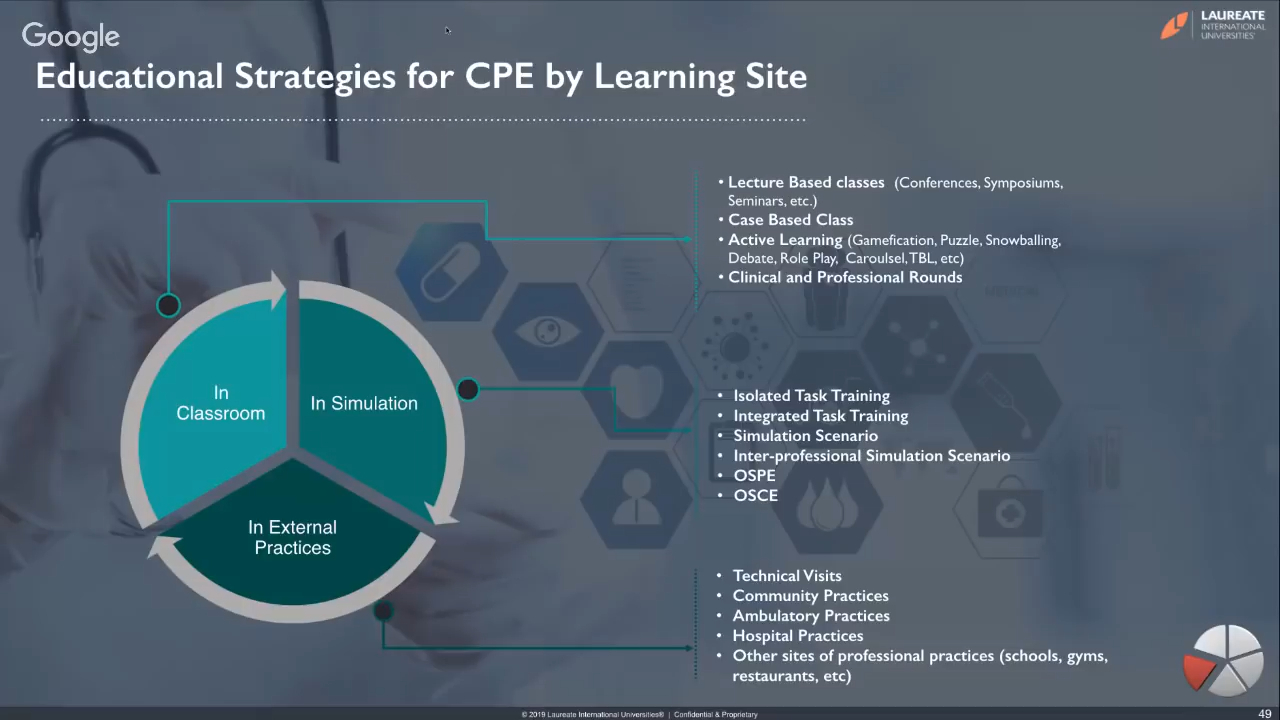 Google
LAUREATE
INTERNATIONAL
UNIVERSITIES®
Educational Strategies for CPE by Learning Site
• Lecture Based classes (Conferences, Symposiums,
Seminars, etc.)
• Case Based Class
• Active Learning (Gamefication, Puzzle, Snowballing,
Debate, Role Play, Carousel,TBL, etc)
• Clinical and Professional Rounds
In
Classroom
In Simulation
In External
Practices
• Isolated Task Training
• Integrated Task Training
• Simulation Scenario
• Inter-professional Simulation Scenario
• OSPE
• OSCE
• Technical Visits
• Community Practices
• Ambulatory Practices
• Hospital Practices
• Other sites of professional practices (schools, gyms,
restaurants, etc)
© 2019 Laureate International Universities® | Confidential & Proprietary
49